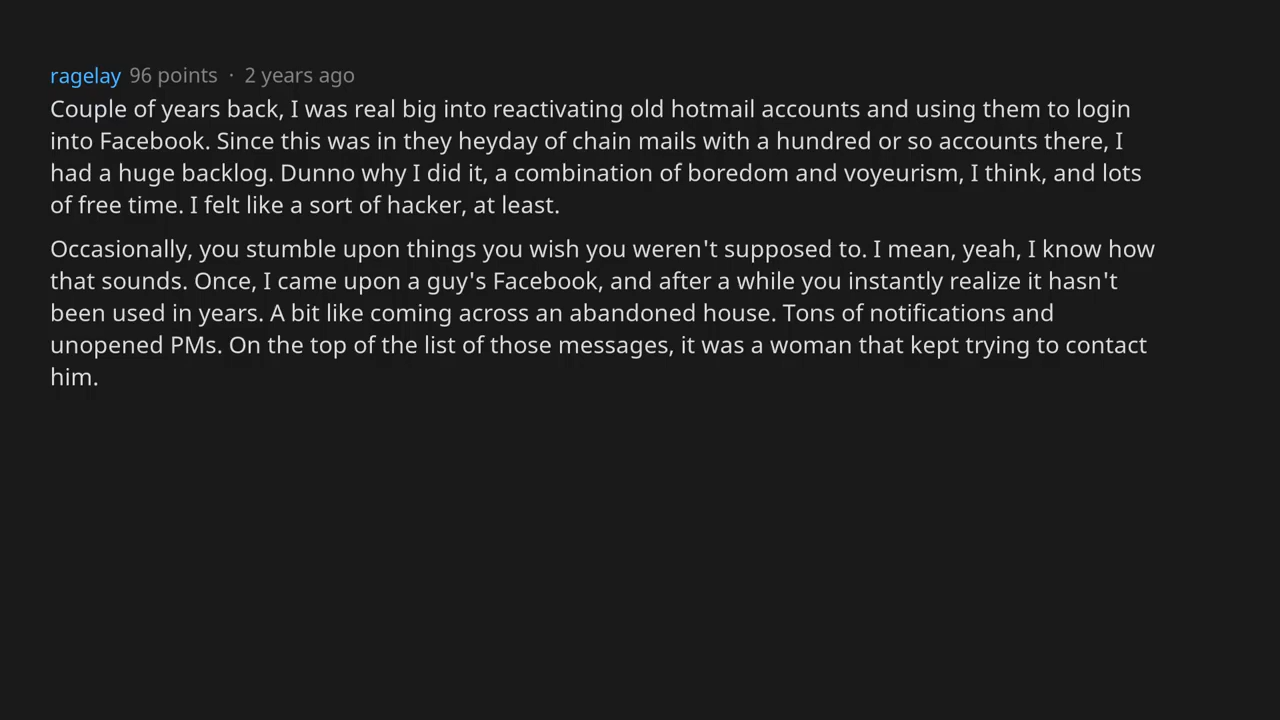 ragelay 96 points · 2 years ago
Couple of years back, I was real big into reactivating old hotmail accounts and using them to login
into Facebook. Since this was in they heyday of chain mails with a hundred or so accounts there, I
had a huge backlog. Dunno why I did it, a combination of boredom and voyeurism, I think, and lots
of free time. I felt like a sort of hacker, at least.
Occasionally, you stumble upon things you wish you weren't supposed to. I mean, yeah, I know how
that sounds. Once, I came upon a guy's Facebook, and after a while you instantly realize it hasn't
been used in years. A bit like coming across an abandoned house. Tons of notifications and
unopened PMs. On the top of the list of those messages, it was a woman that kept trying to contact
him.